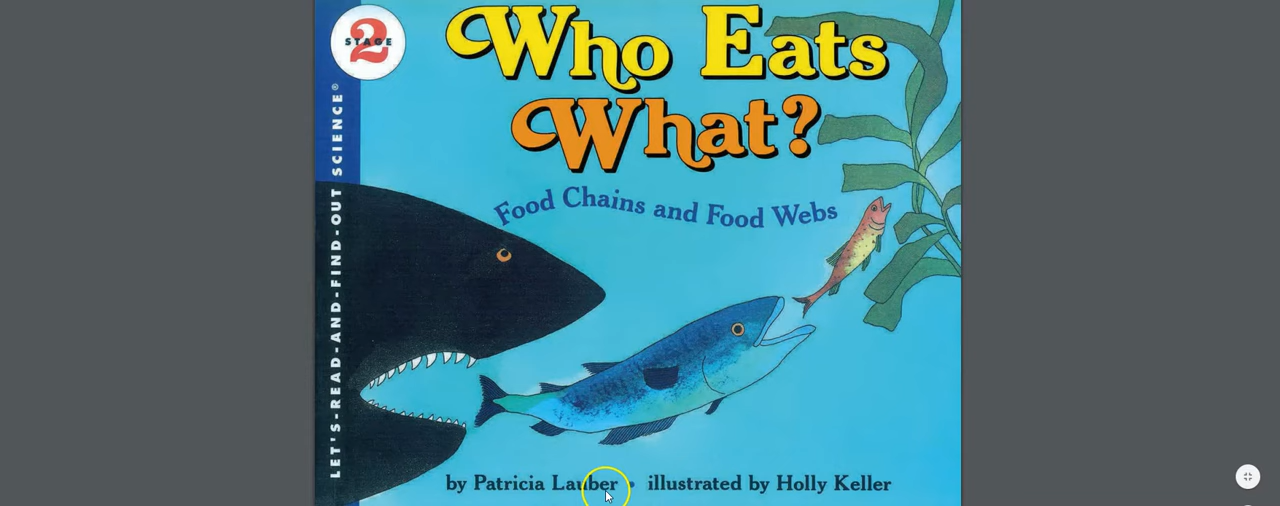 2
STAGE
LET'S-READ-AND-FIND-OUT SCIENCE®
Who Eats
What?
Food Chains and Food Webs
by Patricia Lauber • illustrated by Holly Keller